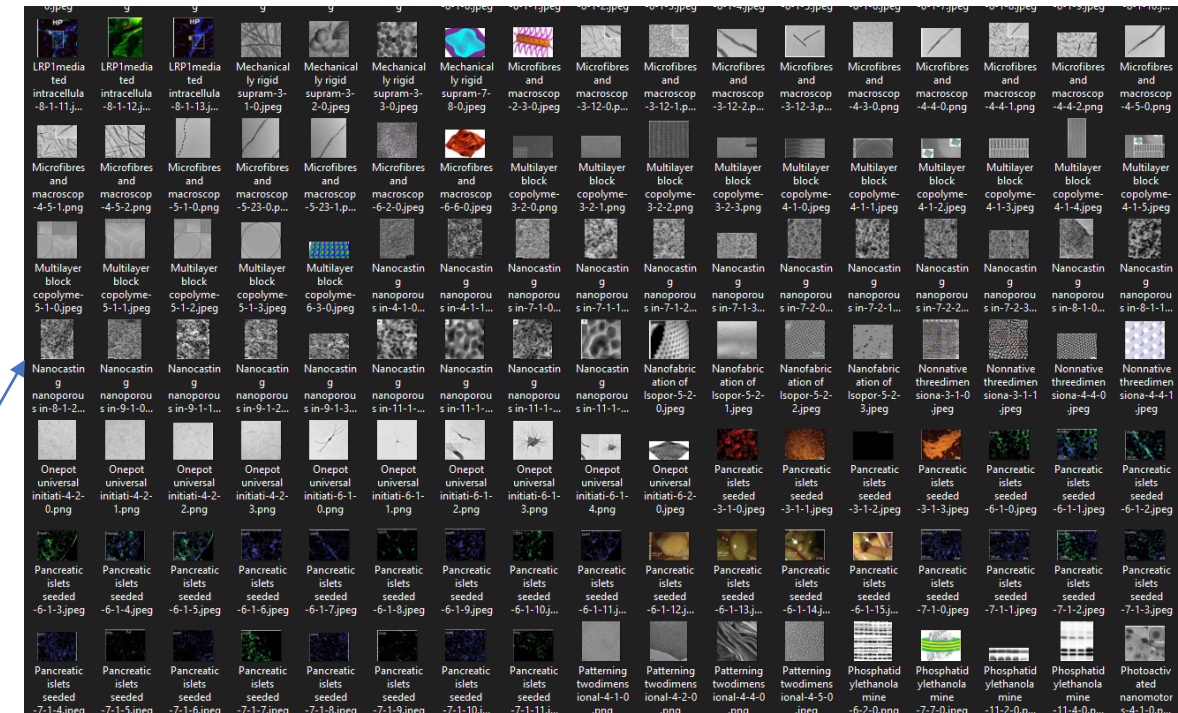 LRP1media LRP1media LRP1media Mechanical Mechanical Mechanical Mechanical Microfibres Microfibres Microfibres Microfibres Microfibres Microfibres Microfibres Microfibres Microfibres Microfibres
ted ted ted ly rigid ly rigid ly rigid ly rigid and and and and and and and and and and
intracellula intracellula intracellula supram-3- supram-3- supram-3- supram-7- macroscop macroscop macroscop macroscop macroscop macroscop macroscop macroscop macroscop macroscop
-8-1-11.j... -8-1-12.j... -8-1-13.j... 1-0.jpeg 2-0.jpeg 3-0.jpeg 8-0.jpeg -2-3-0.jpeg -3-12-0.p... -3-12-1.p... -3-12-2.p... -3-12-3.p... -4-3-0.png -4-4-0.png -4-4-1.png -4-4-2.png -4-5-0.png
Microfibres Microfibres Microfibres Microfibres Microfibres Microfibres Microfibres Multilayer Multilayer Multilayer Multilayer Multilayer Multilayer Multilayer Multilayer Multilayer Multilayer
and and and and and and and block block block block block block block block block block
macroscop macroscop macroscop macroscop macroscop macroscop macroscop copolyme- copolyme- copolyme- copolyme- copolyme- copolyme- copolyme- copolyme- copolyme- copolyme-
-4-5-1.png -4-5-2.png -5-1-0.png -5-23-0.p... -5-23-1.p... -6-2-0.jpeg -6-6-0.jpeg 3-2-0.png 3-2-1.png 3-2-2.png 3-2-3.png 4-1-0.jpeg 4-1-1.jpeg 4-1-2.jpeg 4-1-3.jpeg 4-1-4.jpeg 4-1-5.jpeg
Multilayer Multilayer Multilayer Multilayer Multilayer Nanocastin Nanocastin Nanocastin Nanocastin Nanocastin Nanocastin Nanocastin Nanocastin Nanocastin Nanocastin Nanocastin Nanocastin
block block block block block g g g g g g g g g g g g
copolyme- copolyme- copolyme- copolyme- copolyme- nanoporou nanoporou nanoporou nanoporou nanoporou nanoporou nanoporou nanoporou nanoporou nanoporou nanoporou nanoporou
5-1-0.jpeg 5-1-1.jpeg 5-1-2.jpeg 5-1-3.jpeg 6-3-0.jpeg s in-4-1-0... s in-4-1-1... s in-7-1-0... s in-7-1-1... s in-7-1-2... s in-7-1-3... s in-7-2-0... s in-7-2-1... s in-7-2-2... s in-7-2-3... s in-8-1-0... s in-8-1-1...
Nanocastin Nanocastin Nanocastin Nanocastin Nanocastin Nanocastin Nanocastin Nanocastin Nanocastin Nanofabric Nanofabric Nanofabric Nanofabric Nonnative Nonnative Nonnative Nonnative
g g g g g g g g g ation of ation of ation of ation of threedimen threedimen threedimen threedimen
nanoporou nanoporou nanoporou nanoporou nanoporou nanoporou nanoporou nanoporou nanoporou Isopor-5-2- Isopor-5-2- Isopor-5-2- Isopor-5-2- siona-3-1-0 siona-3-1-1 siona-4-4-0 siona-4-4-1
s in-8-1-2... s in-9-1-0... s in-9-1-1... s in-9-1-2... s in-9-1-3... s in-11-1-... s in-11-1-... s in-11-1-... s in-11-1-... 0.jpeg 1.jpeg 2.jpeg 3.jpeg .jpeg .jpeg .jpeg .jpeg
Onepot Onepot Onepot Onepot Onepot Onepot Onepot Onepot Onepot Onepot Pancreatic Pancreatic Pancreatic Pancreatic Pancreatic Pancreatic Pancreatic
universal universal universal universal universal universal universal universal universal universal islets islets islets islets islets islets islets
initiati-4-2- initiati-4-2- initiati-4-2- initiati-4-2- initiati-6-1- initiati-6-1- initiati-6-1- initiati-6-1- initiati-6-1- initiati-6-2- seeded seeded seeded seeded seeded seeded seeded
0.png 1.png 2.png 3.png 0.png 1.png 2.png 3.png 4.png 0.jpeg -3-1-0.jpeg -3-1-1.jpeg -3-1-2.jpeg -3-1-3.jpeg -6-1-0.jpeg -6-1-1.jpeg -6-1-2.jpeg
Pancreatic Pancreatic Pancreatic Pancreatic Pancreatic Pancreatic Pancreatic Pancreatic Pancreatic Pancreatic Pancreatic Pancreatic Pancreatic Pancreatic Pancreatic Pancreatic Pancreatic
islets islets islets islets islets islets islets islets islets islets islets islets islets islets islets islets islets
seeded seeded seeded seeded seeded seeded seeded seeded seeded seeded seeded seeded seeded seeded seeded seeded seeded
-6-1-3.jpeg -6-1-4.jpeg -6-1-5.jpeg -6-1-6.jpeg -6-1-7.jpeg -6-1-8.jpeg -6-1-9.jpeg -6-1-10.j... -6-1-11.j... -6-1-12.j... -6-1-13.j... -6-1-14.j... -6-1-15.j... -7-1-0.jpeg -7-1-1.jpeg -7-1-2.jpeg -7-1-3.jpeg
Pancreatic Pancreatic Pancreatic Pancreatic Pancreatic Pancreatic Pancreatic Pancreatic Patterning Patterning Patterning Patterning Phosphatid Phosphatid Phosphatid Phosphatid Photoactiv
islets islets islets islets islets islets islets islets twodimens twodimens twodimens twodimens ylethanola ylethanola ylethanola ylethanola ated
seeded seeded seeded seeded seeded seeded seeded seeded ional-4-1-0 ional-4-2-0 ional-4-4-0 ional-4-5-0 mine mine mine mine nanomotor
-7-1-4.jpeg -7-1-5.jpeg -7-1-6.jpeg -7-1-7.jpeg -7-1-8.jpeg -7-1-9.jpeg -7-1-10.j... -7-1-11.j... .png .png .png .jpeg -6-2-0.png -7-7-0.jpeg -11-2-0.p... -11-4-0.p... s-4-1-0.p...